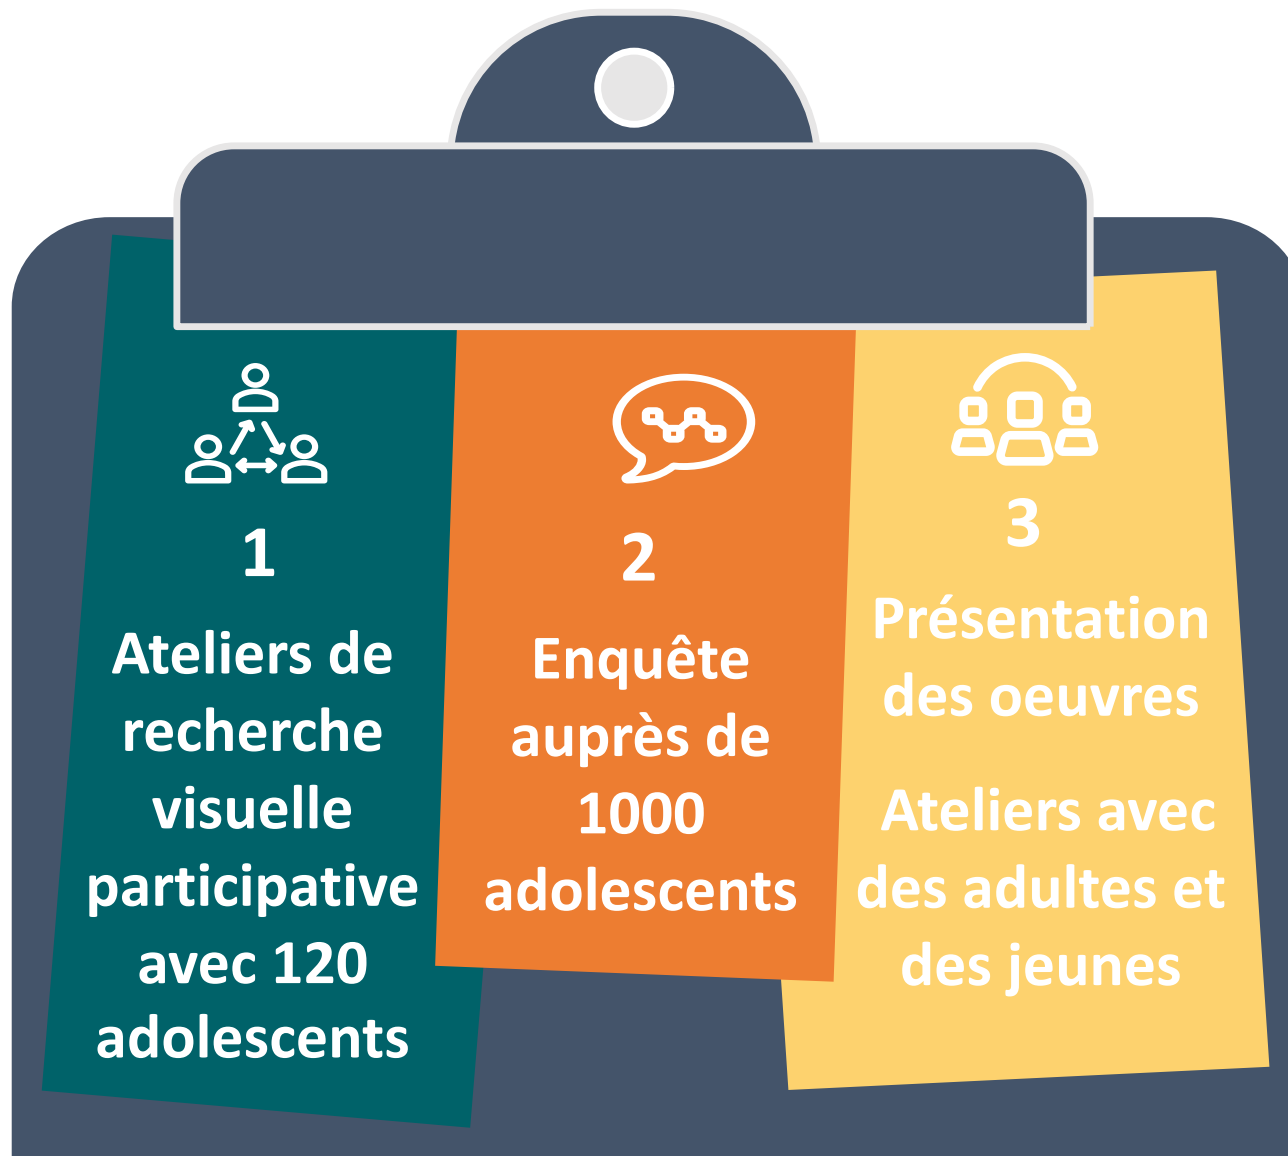 1
Ateliers de
recherche
visuelle
participative
avec 120
adolescents
2
Enquête
auprès de
1000
adolescents
3
Présentation
des oeuvres
Ateliers avec
des adultes et
des jeunes